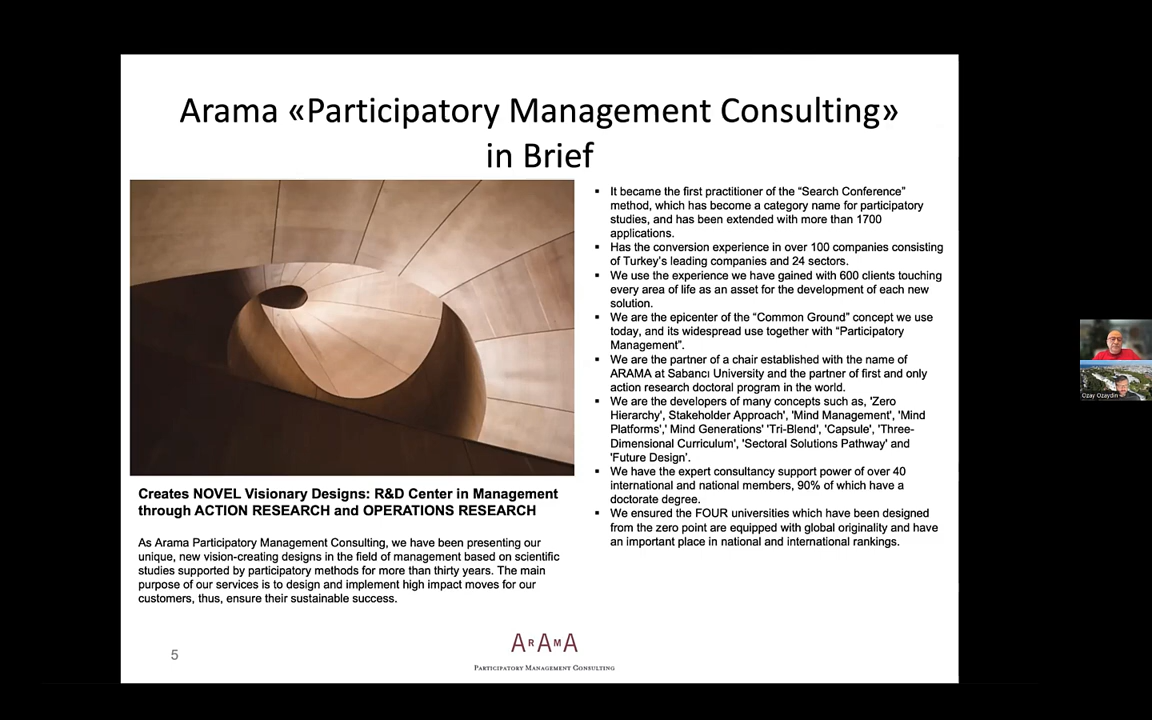 Arama «Participatory Management Consulting»
in Brief
Creates NOVEL Visionary Designs: R&D Center in Management
through ACTION RESEARCH and OPERATIONS RESEARCH
As Arama Participatory Management Consulting, we have been presenting our
unique, new vision-creating designs in the field of management based on scientific
studies supported by participatory methods for more than thirty years. The main
purpose of our services is to design and implement high impact moves for our
customers, thus, ensure their sustainable success.
▪ It became the first practitioner of the “Search Conference”
method, which has become a category name for participatory
studies, and has been extended with more than 1700
applications.
▪ Has the conversion experience in over 100 companies consisting
of Turkey’s leading companies and 24 sectors.
▪ We use the experience we have gained with 600 clients touching
every area of life as an asset for the development of each new
solution.
▪ We are the epicenter of the “Common Ground” concept we use
today, and its widespread use together with “Participatory
Management”.
▪ We are the partner of a chair established with the name of
ARAMA at Sabancı University and the partner of first and only
action research doctoral program in the world.
▪ We are the developers of many concepts such as, 'Zero
Hierarchy', Stakeholder Approach', 'Mind Management', 'Mind
Platforms',' Mind Generations' 'Tri-Blend', 'Capsule', 'Three-
Dimensional Curriculum', 'Sectoral Solutions Pathway' and
'Future Design'.
▪ We have the expert consultancy support power of over 40
international and national members, 90% of which have a
doctorate degree.
▪ We ensured the FOUR universities which have been designed
from the zero point are equipped with global originality and have
an important place in national and international rankings.
5
ARAMA
PARTICIPATORY MANAGEMENT CONSULTING
Ozay Ozaydin